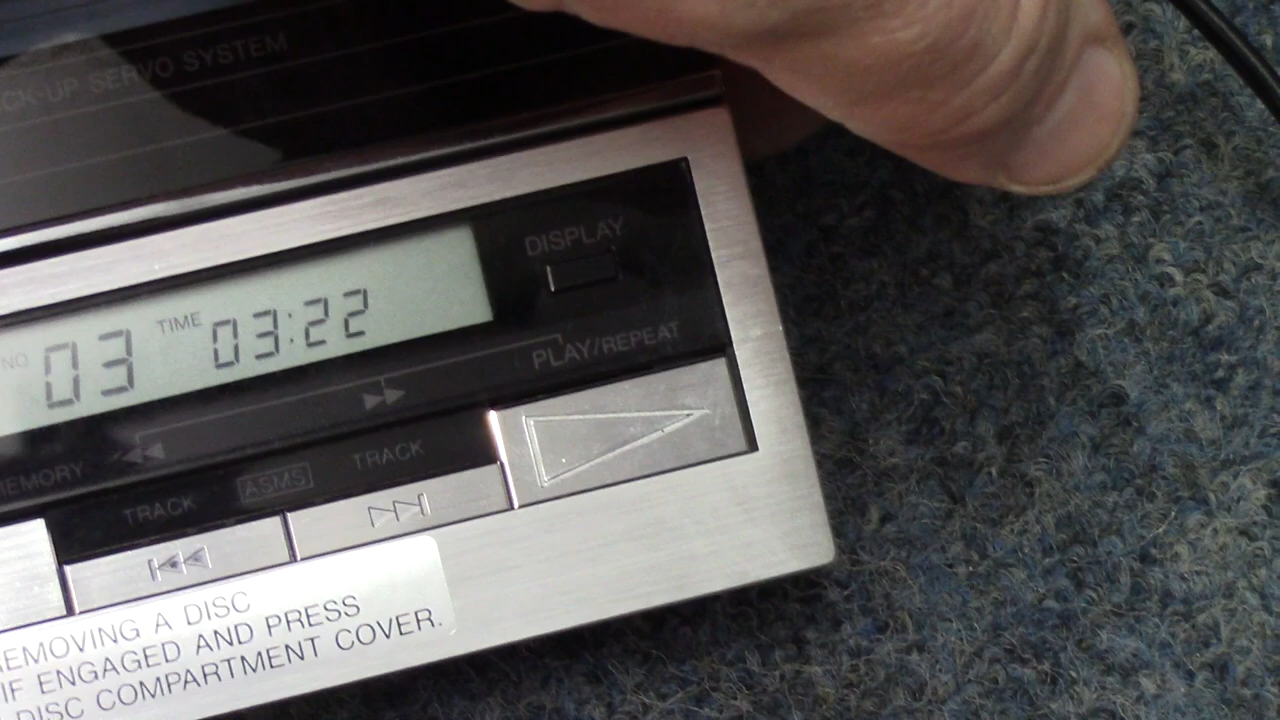 CK-UP SERVO SYSTEM
DISPLAY
NO 03 TIME 03:22
PLAY/REPEAT
MEMORY
TRACK ASMS TRACK
EMOVING A DISC
IF ENGAGED AND PRESS
DISC COMPARTMENT COVER.